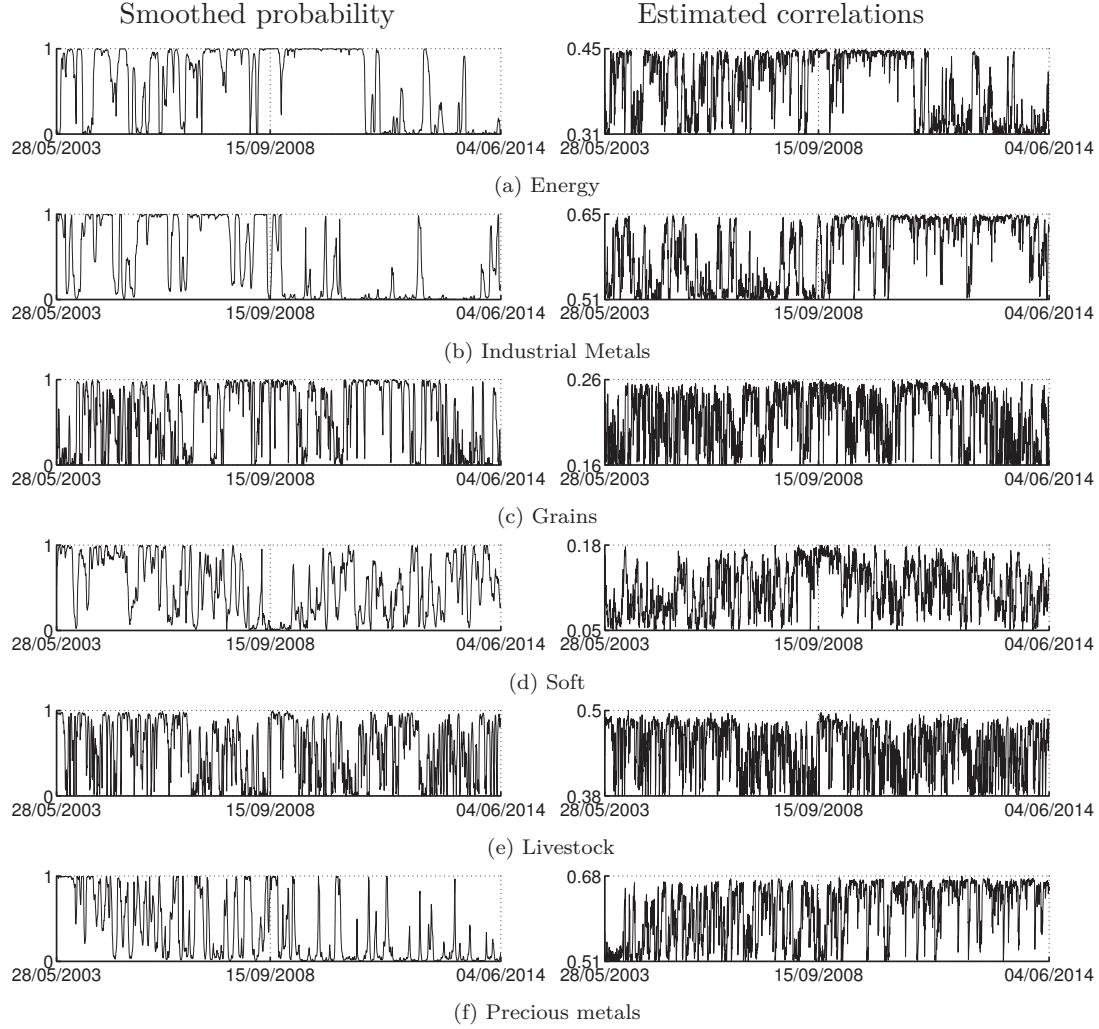 Smoothed probability Estimated correlations
1 0.45
0 0.31
28/05/2003 15/09/2008 04/06/2014 28/05/2003 15/09/2008 04/06/2014
(a) Energy
1 0.65
0 0.51
28/05/2003 15/09/2008 04/06/2014 28/05/2003 15/09/2008 04/06/2014
(b) Industrial Metals
1 0.26
0 0.16
28/05/2003 15/09/2008 04/06/2014 28/05/2003 15/09/2008 04/06/2014
(c) Grains
1 0.18
0 0.05
28/05/2003 15/09/2008 04/06/2014 28/05/2003 15/09/2008 04/06/2014
(d) Soft
1 0.5
0 0.38
28/05/2003 15/09/2008 04/06/2014 28/05/2003 15/09/2008 04/06/2014
(e) Livestock
1 0.68
0 0.51
28/05/2003 15/09/2008 04/06/2014 28/05/2003 15/09/2008 04/06/2014
(f) Precious metals